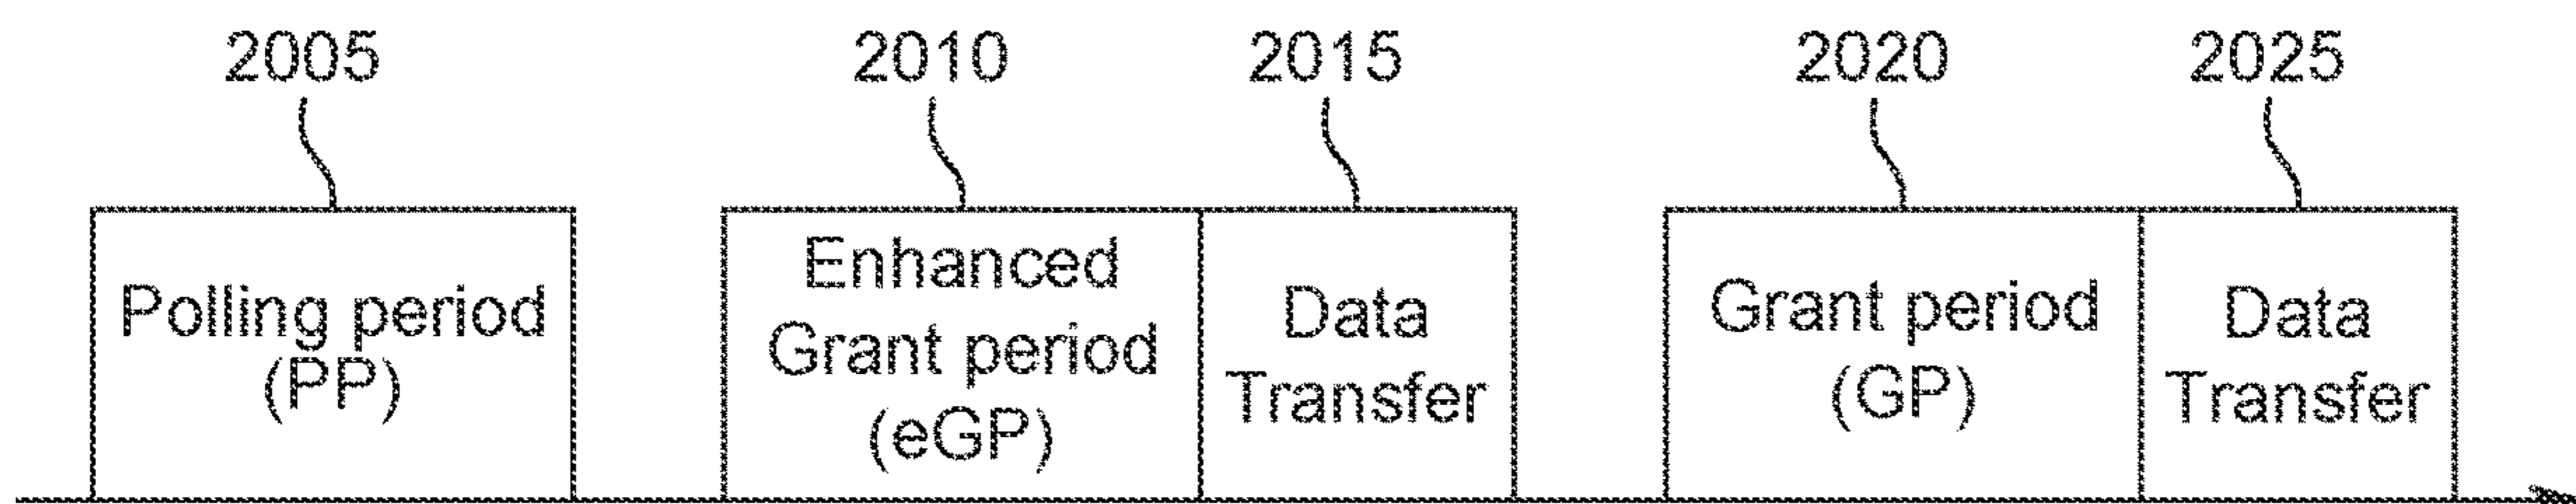 2005 2010 2015 2020 2025
Polling period
(PP)
Enhanced
Grant period
(eGP)
Data
Transfer
Grant period
(GP)
Data
Transfer